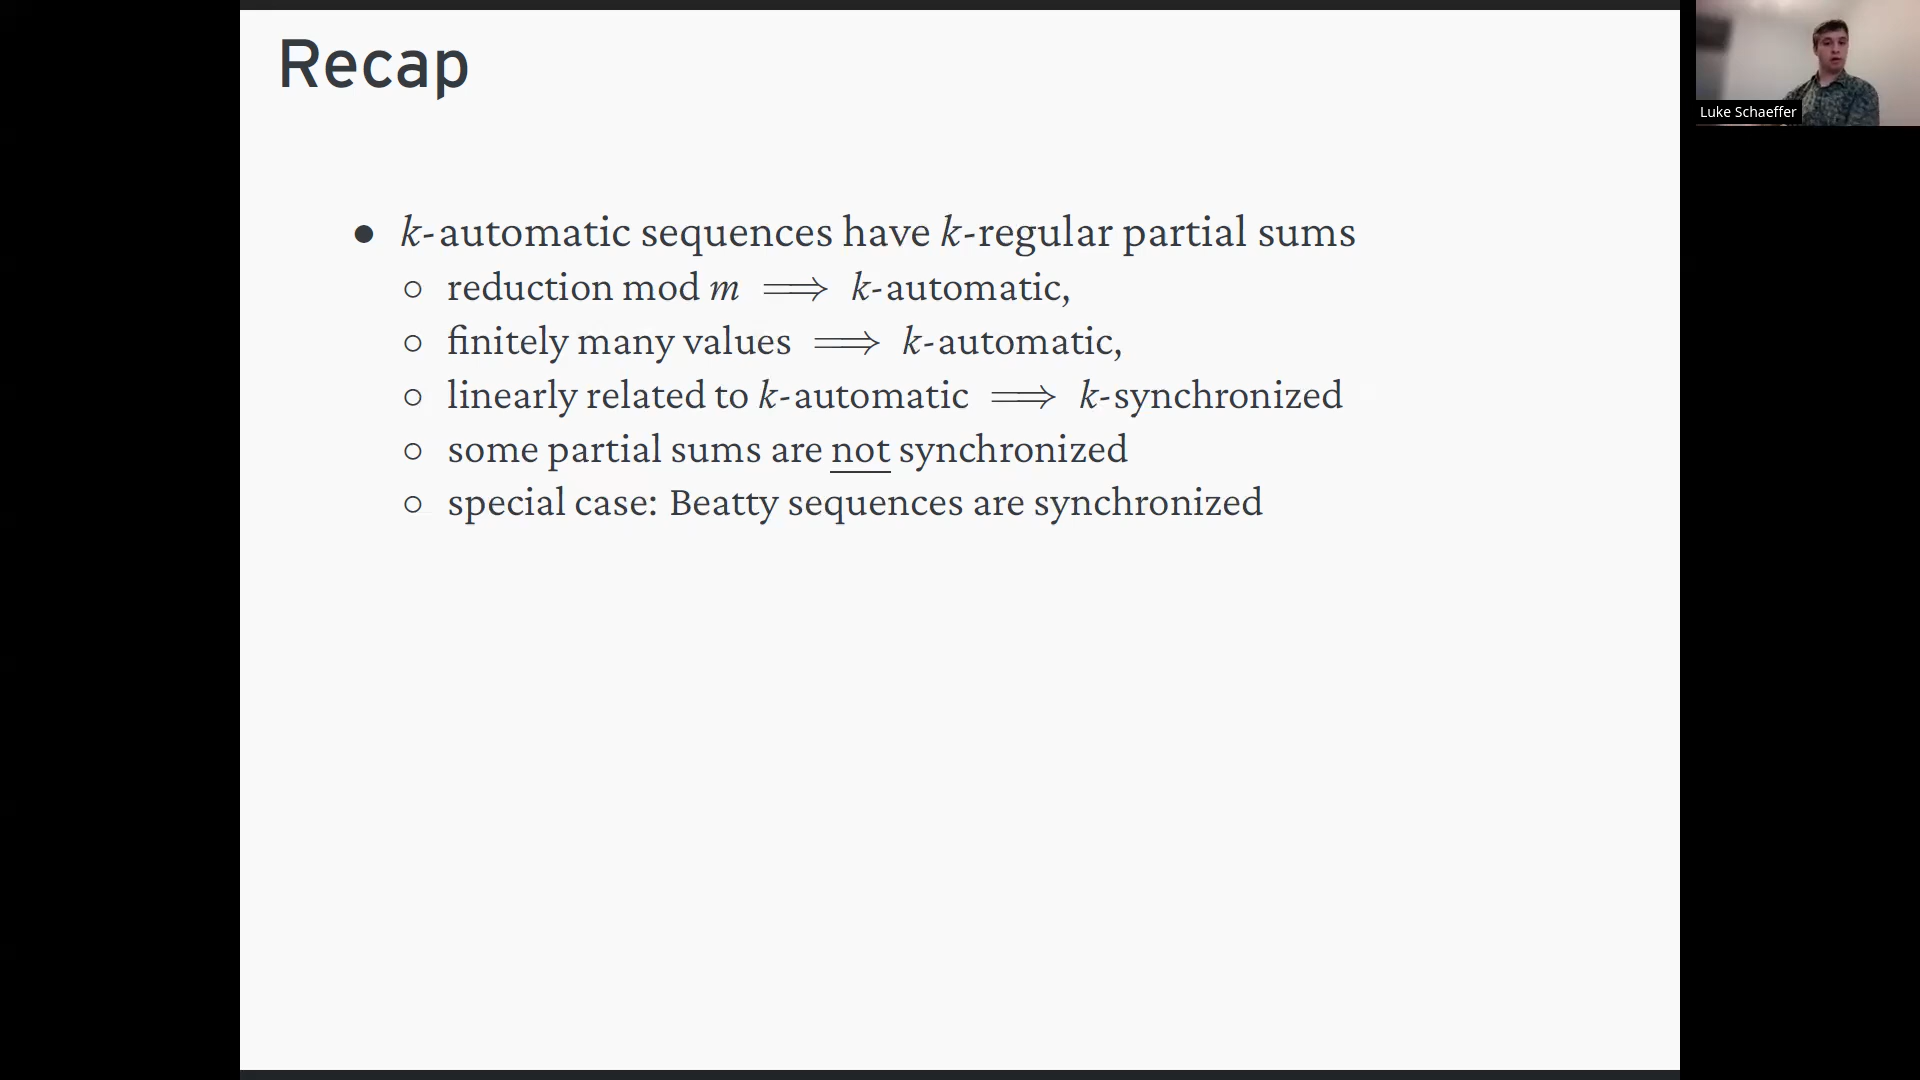 Recap
Luke Schaeffer
● k-automatic sequences have k-regular partial sums
○ reduction mod m ⟹ k-automatic,
○ finitely many values ⟹ k-automatic,
○ linearly related to k-automatic ⟹ k-synchronized
○ some partial sums are not synchronized
○ special case: Beatty sequences are synchronized